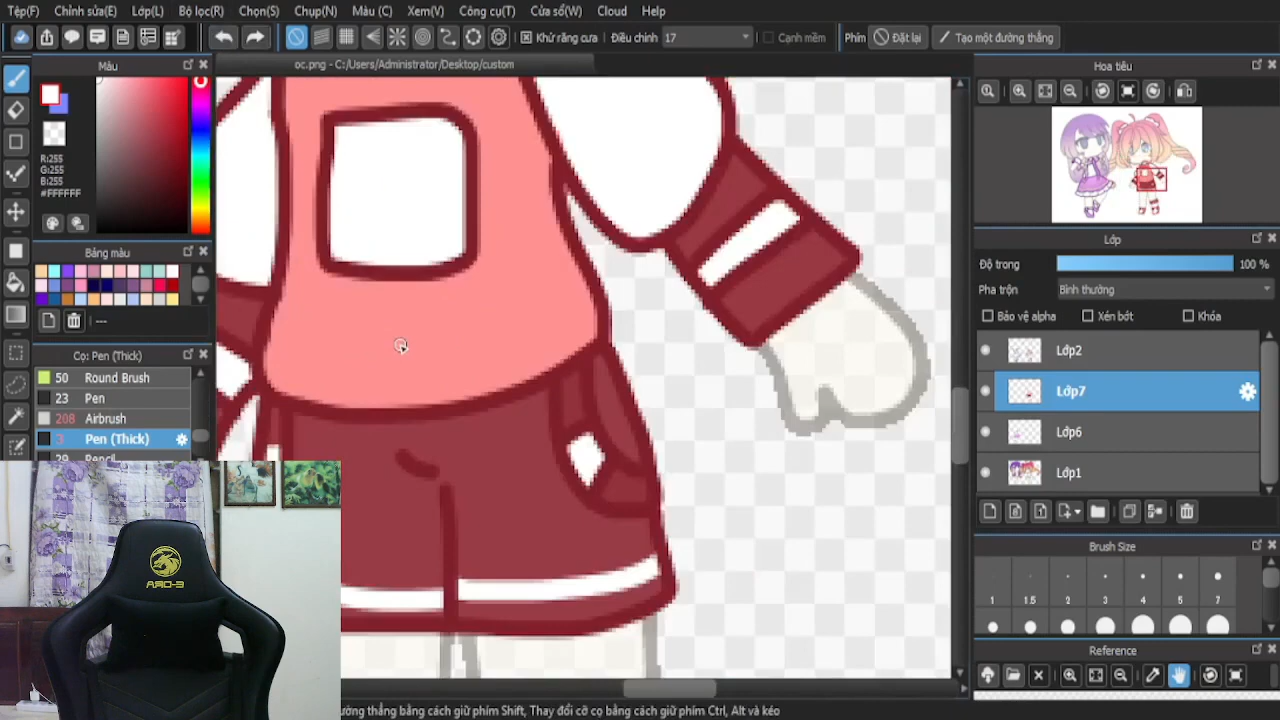 Tệp(F) Chỉnh sửa(E) Lớp(L) Bộ lọc(R) Chọn(S) Chụp(N) Màu (C) Xem(V) Công cụ(T) Cửa sổ(W) Cloud Help
Khử răng cưa Điều chỉnh 17 Cạnh mềm Phím Đặt lại Tạo một đường thẳng
Màu
oc.png - C:/Users/Administrator/Desktop/custom
Hoa tiêu
R:255
G:255
B:255
#FFFFFF
Bảng màu
---
Cọ: Pen (Thick)
50 Round Brush
23 Pen
208 Airbrush
3 Pen (Thick)
29 Pencil
Lớp
Độ trong 100 %
Pha trộn Bình thường
Bảo vệ alpha Xén bớt Khóa
Lớp2
Lớp7
Lớp6
Lớp1
Brush Size
1 1.5 2 3 4 5 7
Reference
thẳng bằng cách giữ phím Shift, Thay đổi cỡ cọ bằng cách giữ phím Ctrl, Alt và kéo